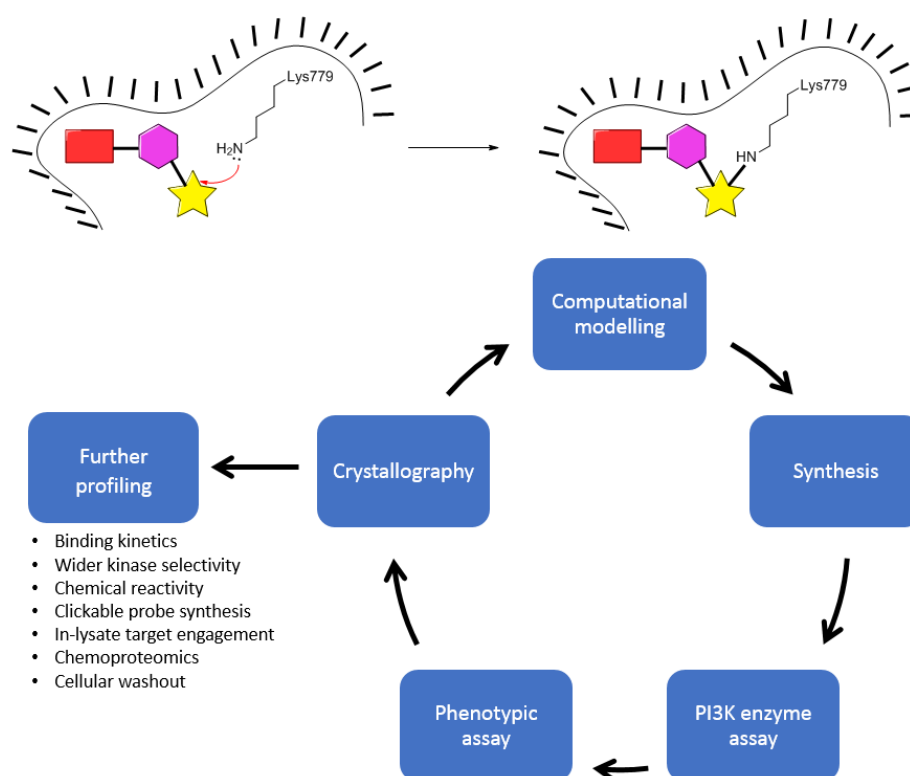 Lys779
H₂N:
Lys779
HN
Computational
modelling
Further
profiling
Crystallography
Synthesis
• Binding kinetics
• Wider kinase selectivity
• Chemical reactivity
• Clickable probe synthesis
• In-lysate target engagement
• Chemoproteomics
• Cellular washout
Phenotypic
assay
PI3K enzyme
assay